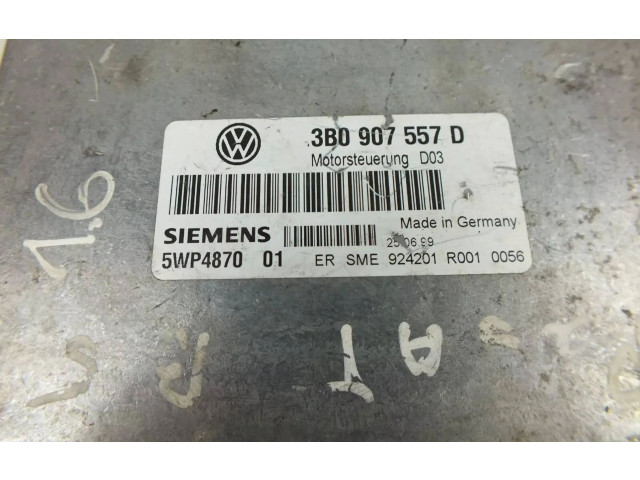 3B0 907 557 D
Motorsteuerung D03
Made in Germany
SIEMENS
25.06.99
5WP4870 01 ER SME 924201 R001 0056
1.6